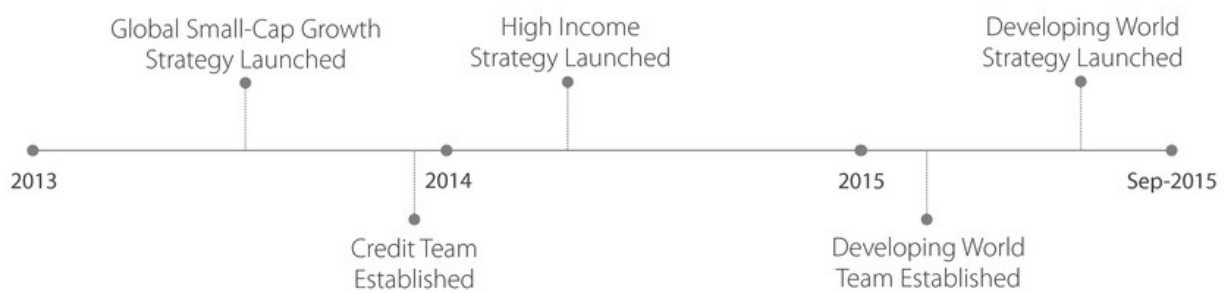 Global Small-Cap Growth
Strategy Launched
High Income
Strategy Launched
Developing World
Strategy Launched
2013
2014
2015
Sep-2015
Credit Team
Established
Developing World
Team Established